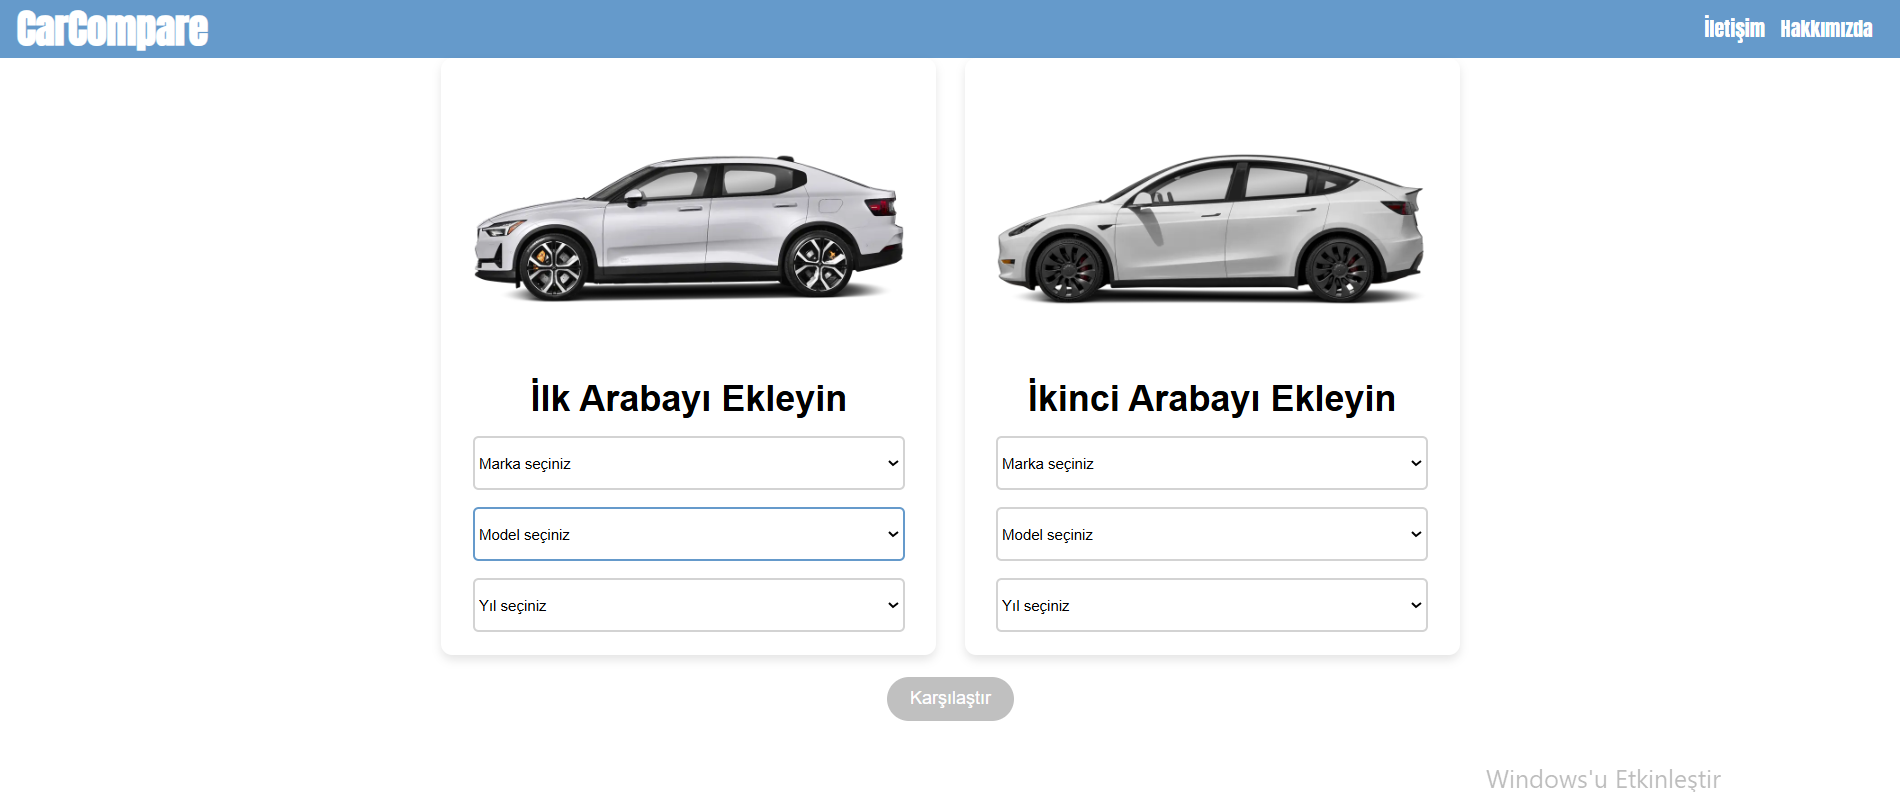 CarCompare
İletişim Hakkımızda
İlk Arabayı Ekleyin
Marka seçiniz
Model seçiniz
Yıl seçiniz
İkinci Arabayı Ekleyin
Marka seçiniz
Model seçiniz
Yıl seçiniz
Karşılaştır
Windows'u Etkinleştir